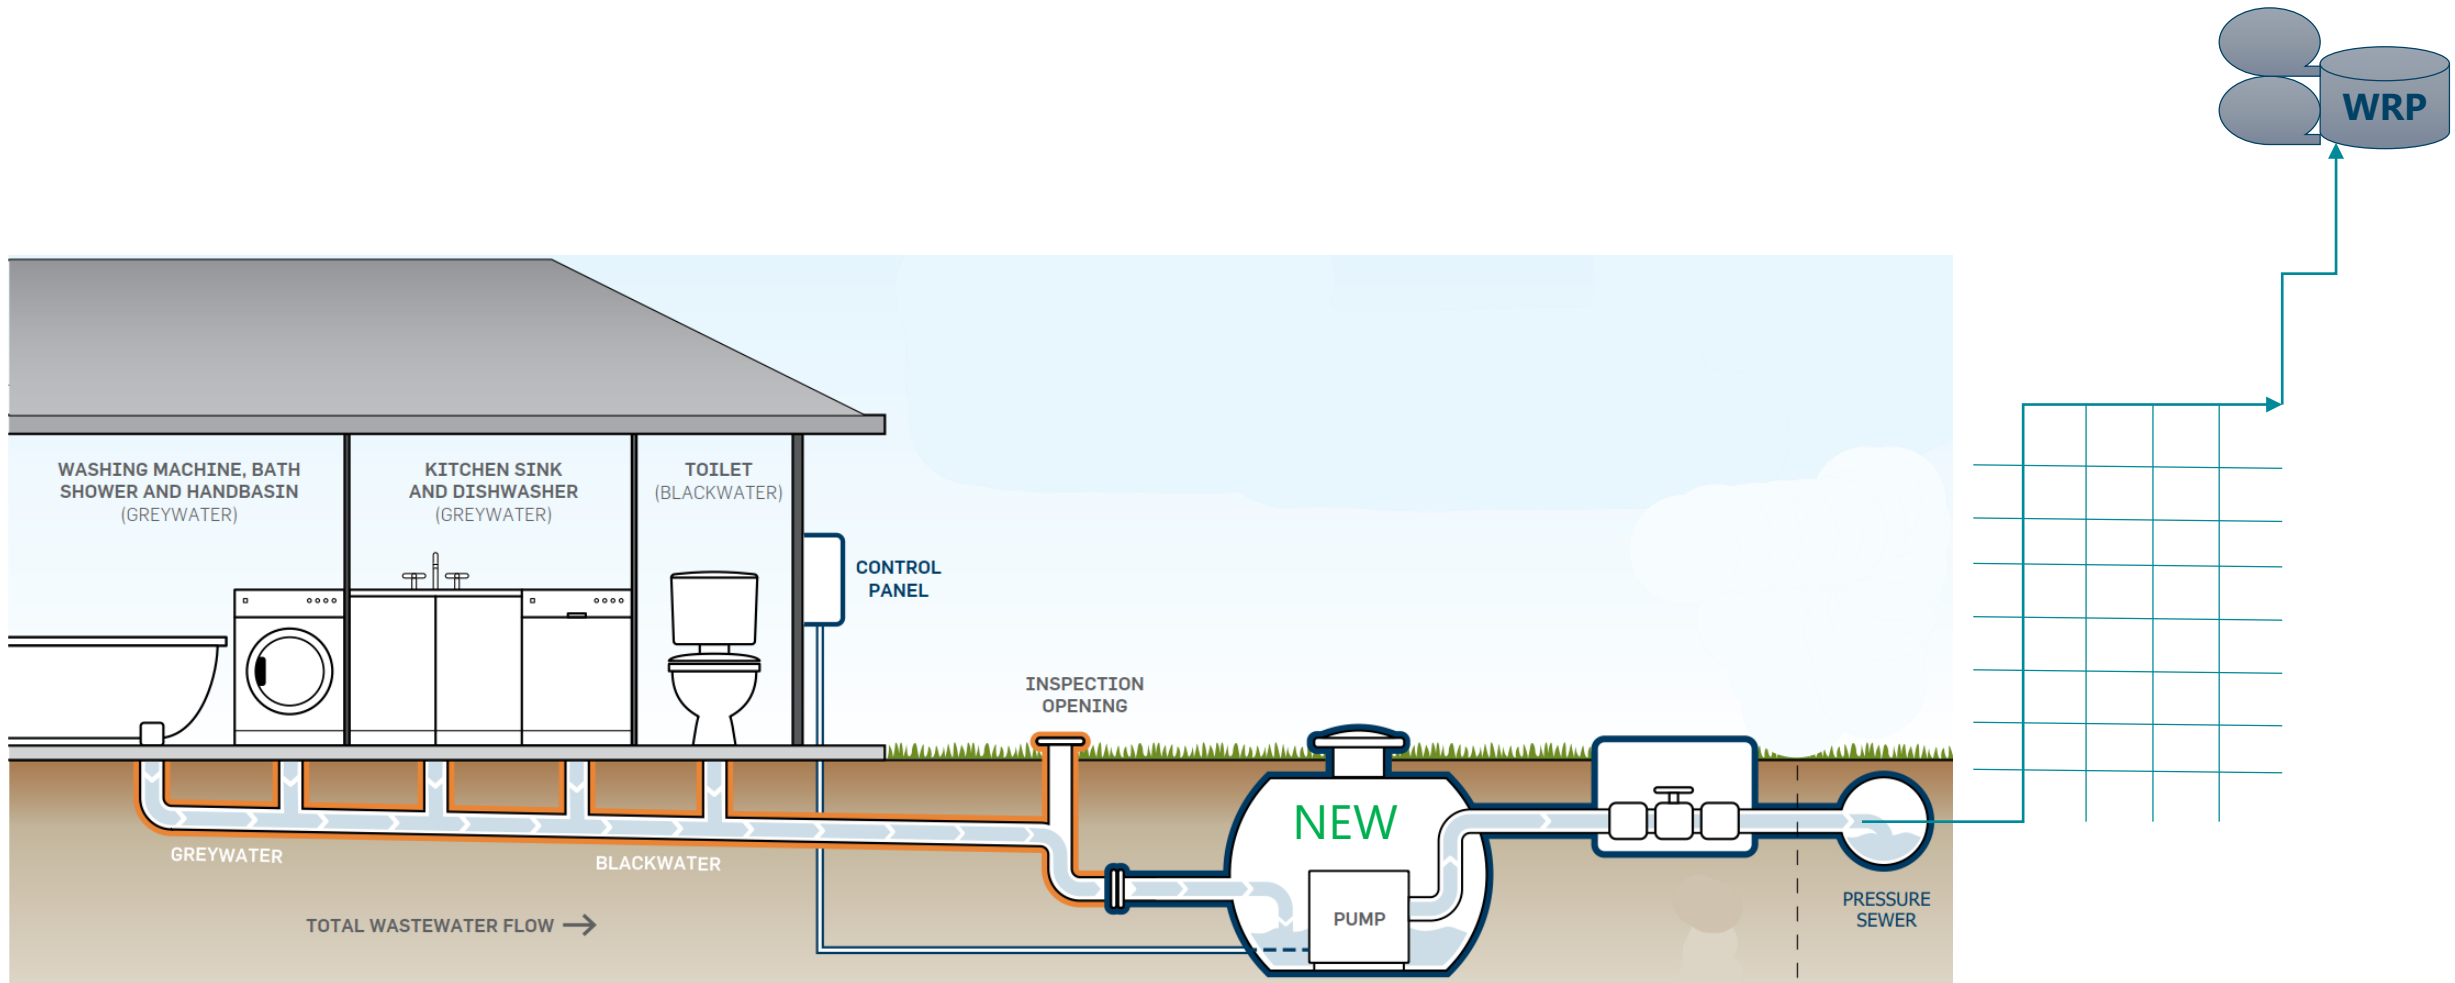 WRP
WASHING MACHINE, BATH
SHOWER AND HANDBASIN
(GREYWATER)
KITCHEN SINK
AND DISHWASHER
(GREYWATER)
TOILET
(BLACKWATER)
CONTROL
PANEL
INSPECTION
OPENING
NEW
GREYWATER
BLACKWATER
TOTAL WASTEWATER FLOW
PUMP
PRESSURE
SEWER